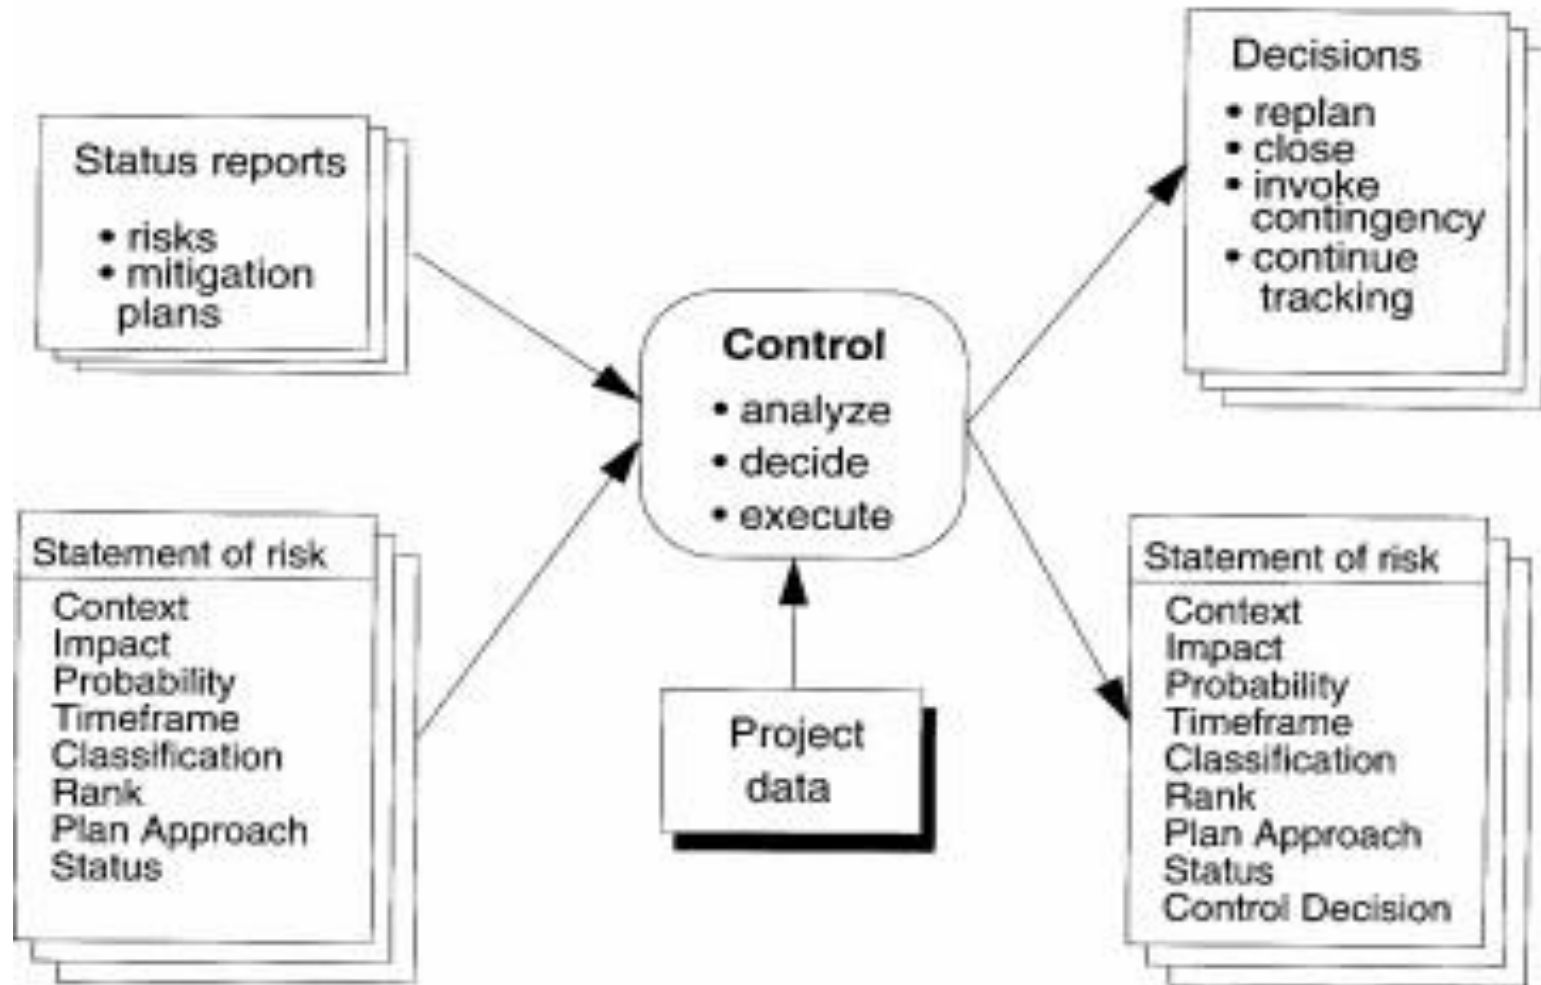 Status reports
• risks
• mitigation
plans
Statement of risk
Context
Impact
Probability
Timeframe
Classification
Rank
Plan Approach
Status
Control
• analyze
• decide
• execute
Project
data
Decisions
• replan
• close
• invoke
contingency
• continue
tracking
Statement of risk
Context
Impact
Probability
Timeframe
Classification
Rank
Plan Approach
Status
Control Decision